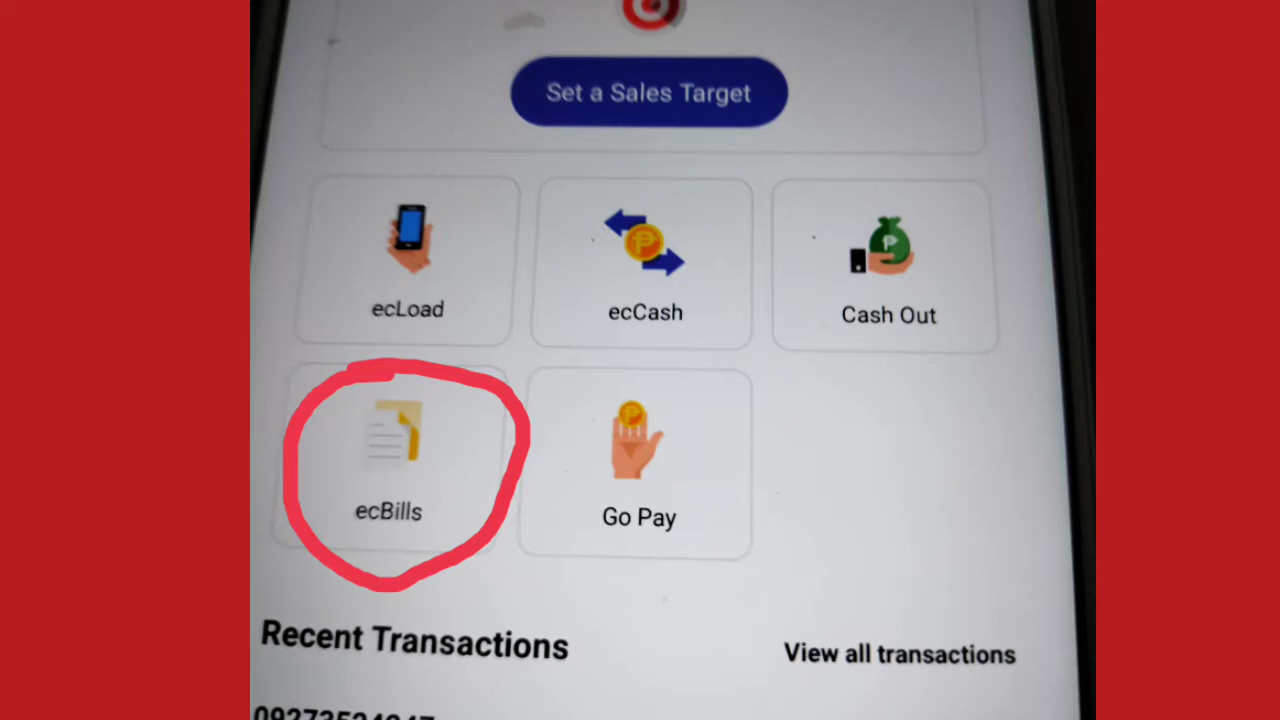 Set a Sales Target
ecLoad
ecCash
Cash Out
ecBills
Go Pay
Recent Transactions
View all transactions